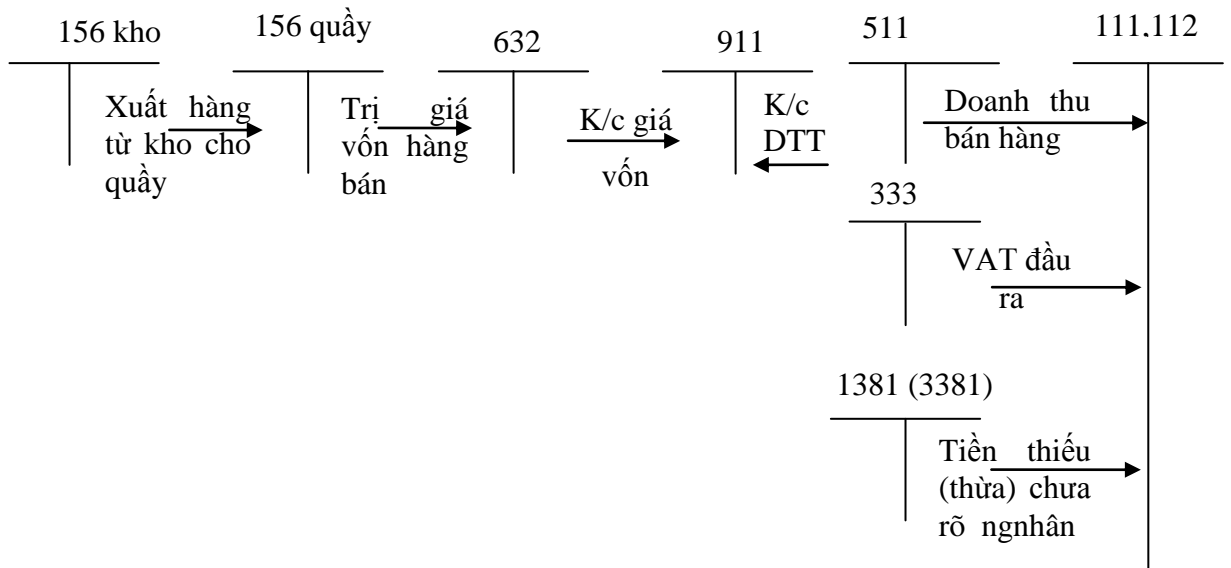 156 kho
156 quầy
632
911
511
111,112
Xuất hàng
từ kho cho
quầy
Trị giá
vốn hàng
bán
K/c giá
vốn
K/c
DTT
Doanh thu
bán hàng
333
VAT đầu
ra
1381 (3381)
Tiền thiếu
(thừa) chưa
rõ ngnhân